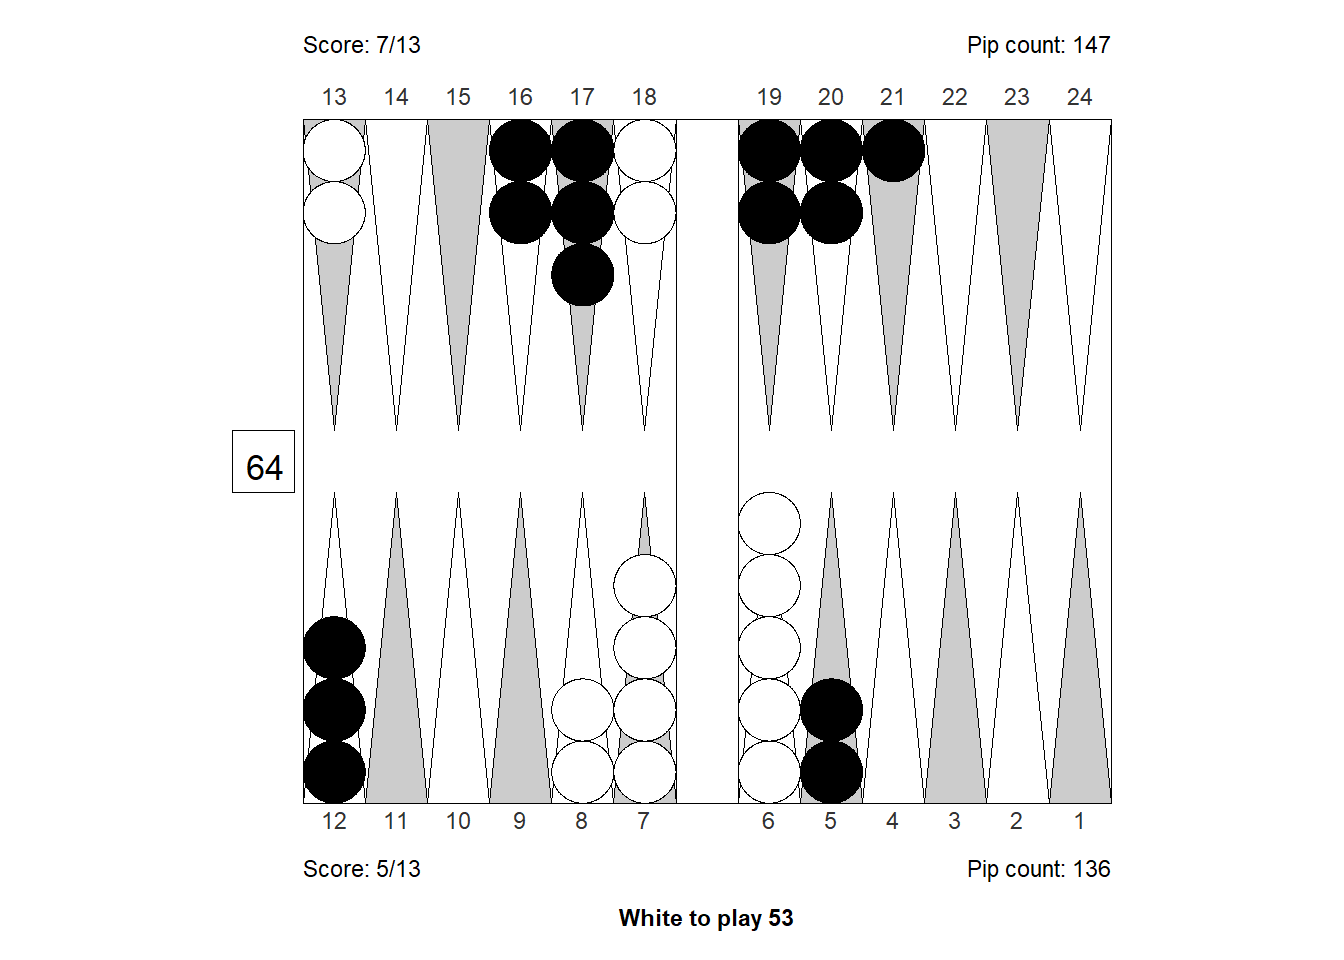 Score: 7/13 Pip count: 147
13 14 15 16 17 18 19 20 21 22 23 24
64
12 11 10 9 8 7 6 5 4 3 2 1
Score: 5/13 Pip count: 136
White to play 53